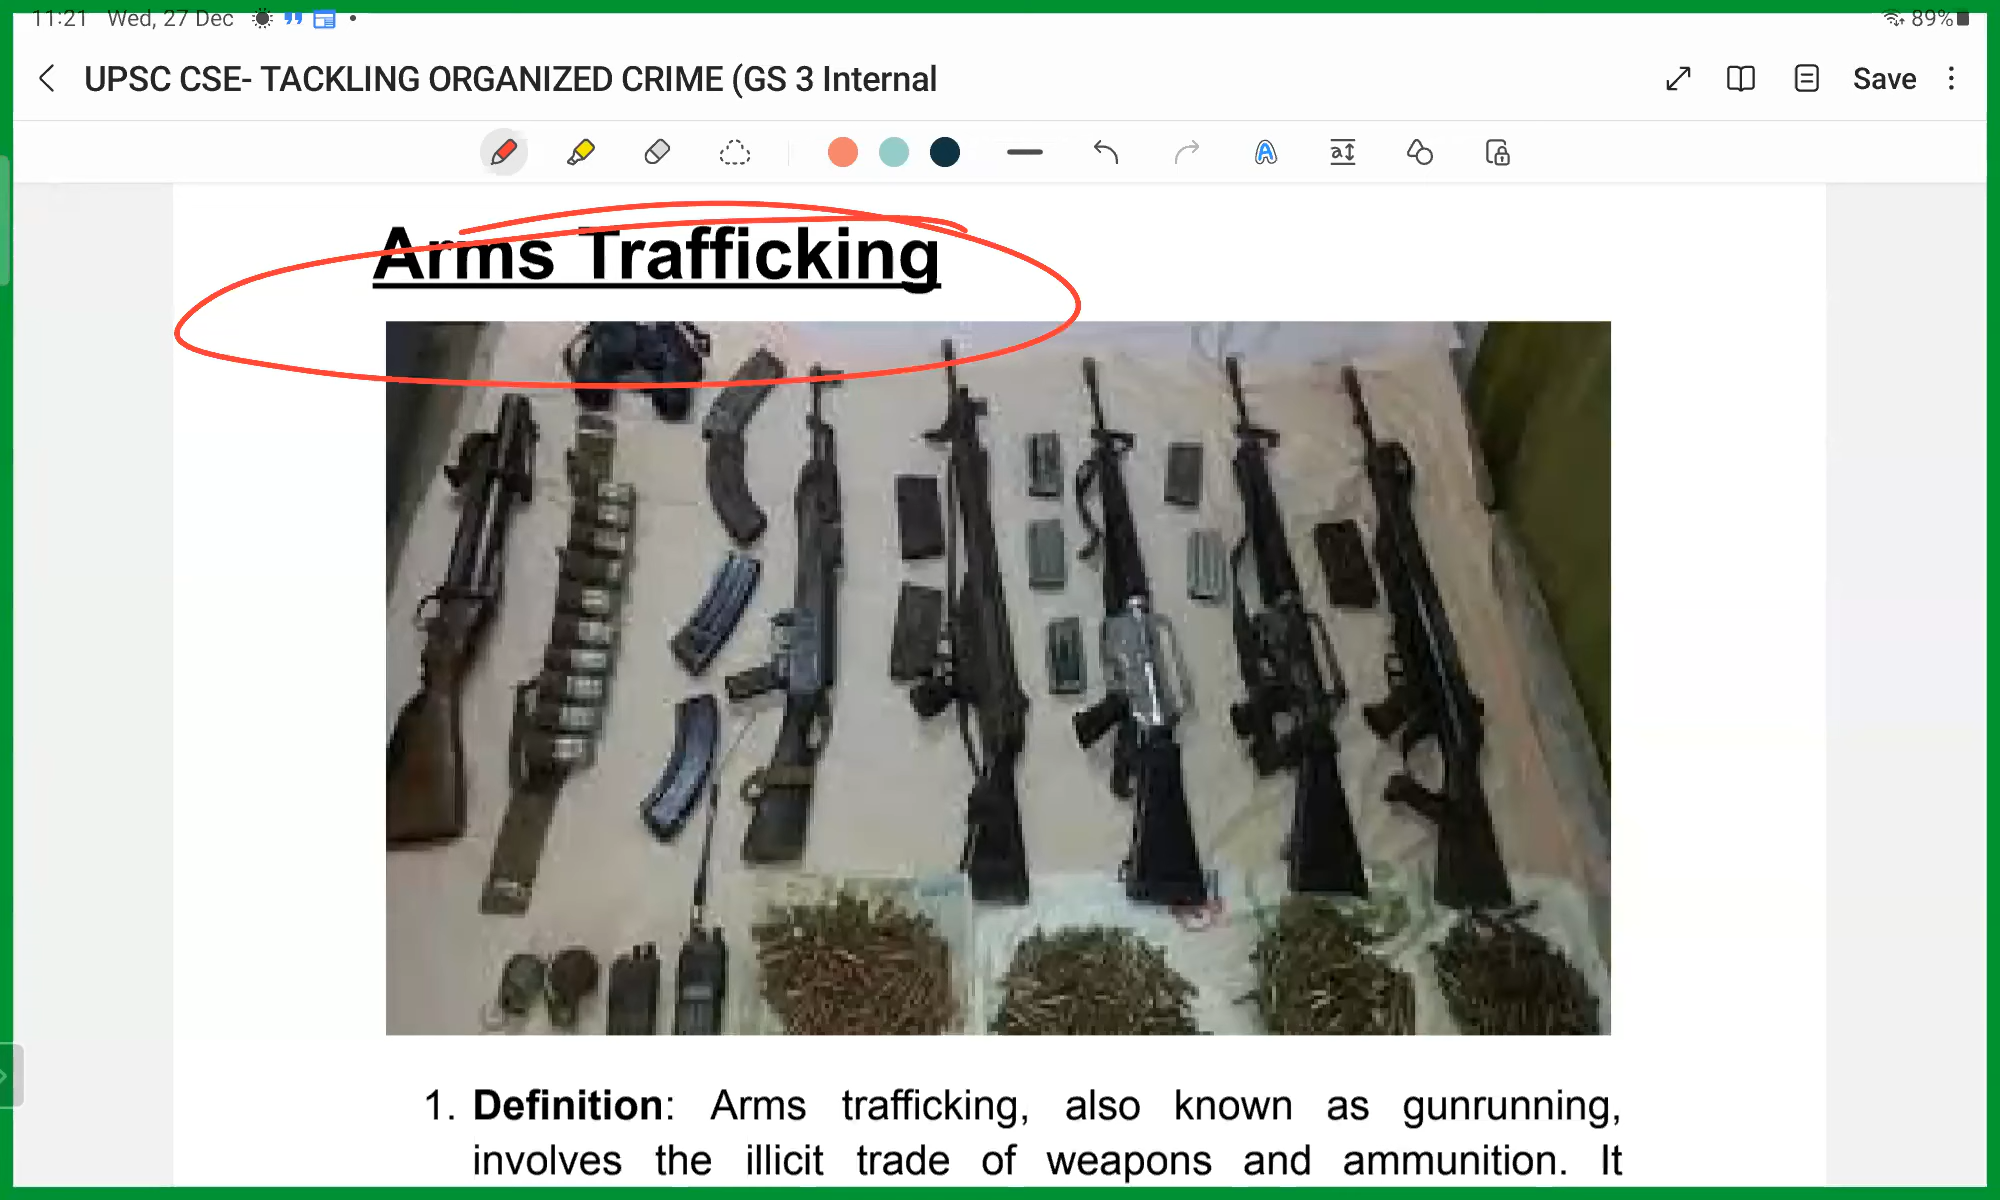 11:21 Wed, 27 Dec
89%
UPSC CSE- TACKLING ORGANIZED CRIME (GS 3 Internal
Save
Arms Trafficking
1. Definition: Arms trafficking, also known as gunrunning,
involves the illicit trade of weapons and ammunition. It